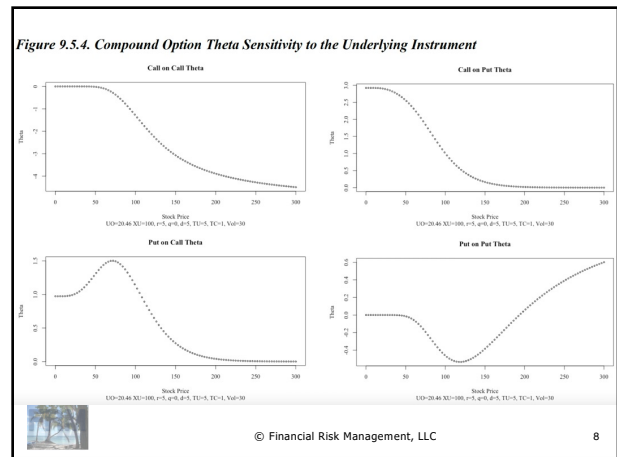 Figure 9.5.4. Compound Option Theta Sensitivity to the Underlying Instrument
Call on Call Theta
Theta
0
-1
-2
-3
-4
0 50 100 150 200 250 300
Stock Price
UO=20.46 XU=100, r=5, q=0, d=5, TU=5, TC=1, Vol=30
Call on Put Theta
Theta
3.0
2.5
2.0
1.5
1.0
0.5
0.0
0 50 100 150 200 250 300
Stock Price
UO=20.46 XU=100, r=5, q=0, d=5, TU=5, TC=1, Vol=30
Put on Call Theta
Theta
1.5
1.0
0.5
0.0
0 50 100 150 200 250 300
Stock Price
UO=20.46 XU=100, r=5, q=0, d=5, TU=5, TC=1, Vol=30
Put on Put Theta
Theta
0.6
0.4
0.2
0.0
-0.2
-0.4
0 50 100 150 200 250 300
Stock Price
UO=20.46 XU=100, r=5, q=0, d=5, TU=5, TC=1, Vol=30
© Financial Risk Management, LLC
8